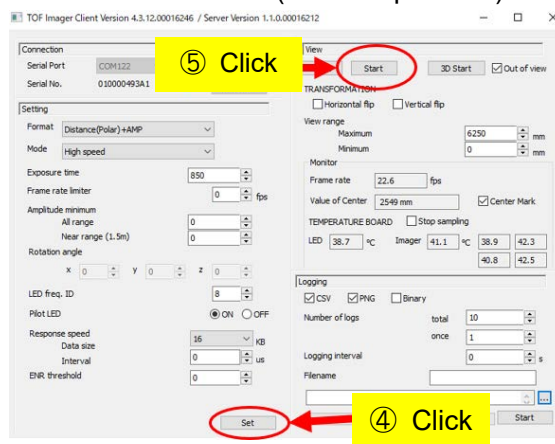 TOF Imager Client Version 4.3.12.00016246 / Server Version 1.1.0.00016212
Connection
Serial Port COM122
Serial No. 010000493A1
Setting
Format Distance(Polar)+AMP
Mode High speed
Exposure time 850
Frame rate limiter 0 fps
Amplitude minimum
All range 0
Near range (1.5m) 0
Rotation angle
x 0 y 0 z 0
LED freq. ID 8
Pilot LED ON OFF
Response speed
Data size 16 KB
Interval 0 us
ENR threshold 0
Set
⑤ Click
View
Start 3D Start Out of view
TRANSFORMATION
Horizontal flip Vertical flip
View range
Maximum 6250 mm
Minimum 0 mm
Monitor
Frame rate 22.6 fps
Value of Center 2549 mm Center Mark
TEMPERATURE BOARD Stop sampling
LED 38.7 ℃ Imager 41.1 ℃ 38.9 42.3
40.8 42.5
Logging
CSV PNG Binary
Number of logs total 10
once 1
Logging interval 0 s
Filename
...
④ Click
Start